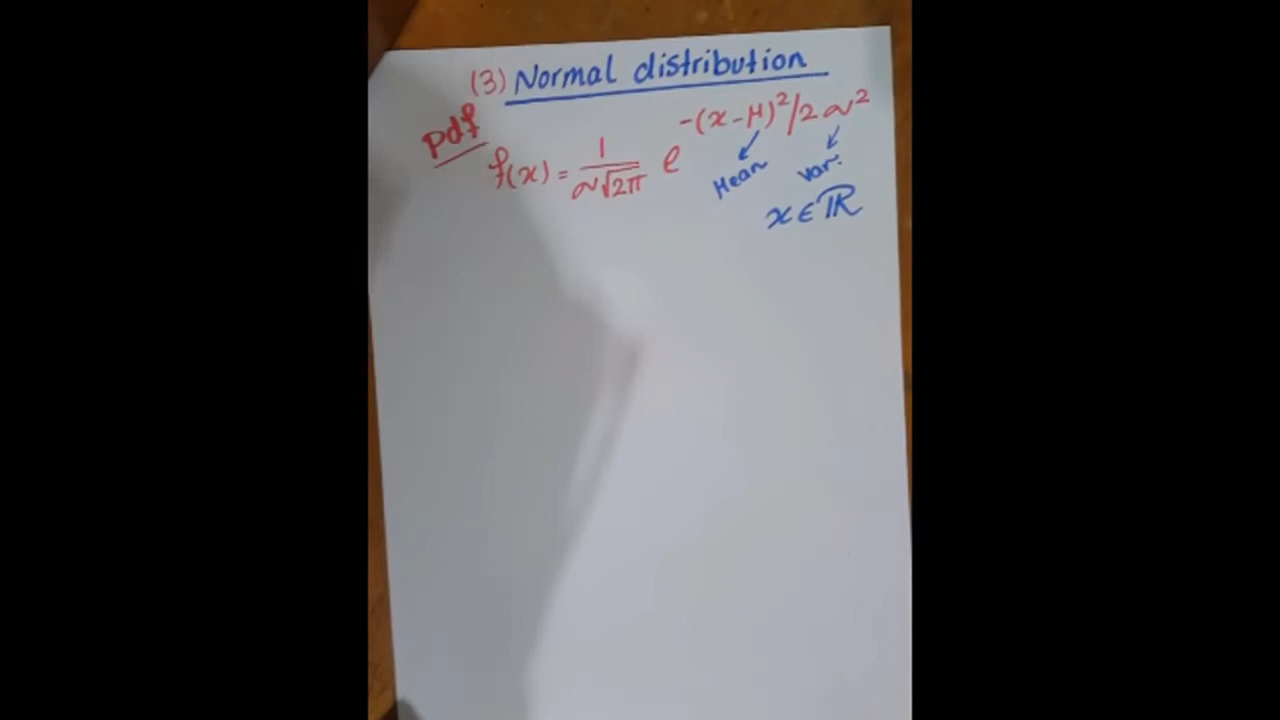 (3) Normal distribution
pdf
f(x) = 1/σ√2π e^-(x-μ)²/2σ²
Mean Var.
x ∈ ℝ